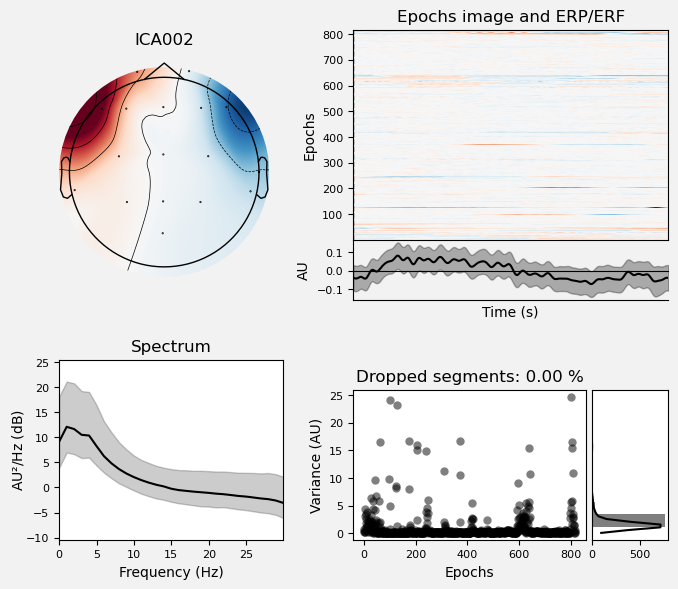 ICA002
Epochs image and ERP/ERF
800
700
600
500
400
300
200
100
Epochs
0.1
0.0
−0.1
AU
Time (s)
Spectrum
25
20
15
10
5
0
−5
−10
AU²/Hz (dB)
0 5 10 15 20 25
Frequency (Hz)
Dropped segments: 0.00 %
25
20
15
10
5
0
Variance (AU)
0 200 400 600 800
Epochs
0 500